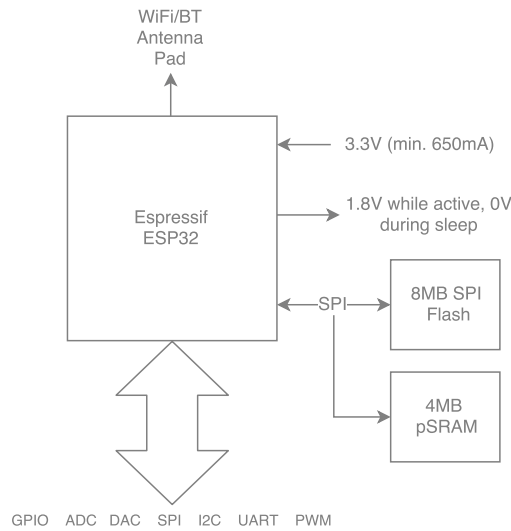 WiFi/BT
Antenna
Pad
3.3V (min. 650mA)
Espressif
ESP32
1.8V while active, 0V
during sleep
SPI
8MB SPI
Flash
4MB
pSRAM
GPIO ADC DAC SPI I2C UART PWM